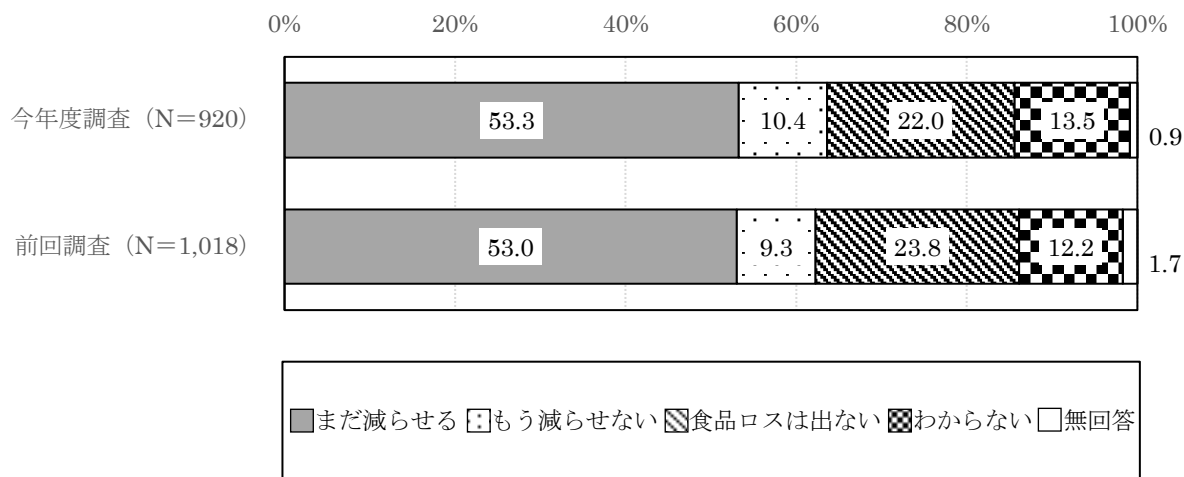 0% 20% 40% 60% 80% 100%
今年度調査（N＝920） 53.3 10.4 22.0 13.5 0.9
前回調査（N＝1,018） 53.0 9.3 23.8 12.2 1.7
まだ減らせる もう減らせない 食品ロスは出ない わからない 無回答